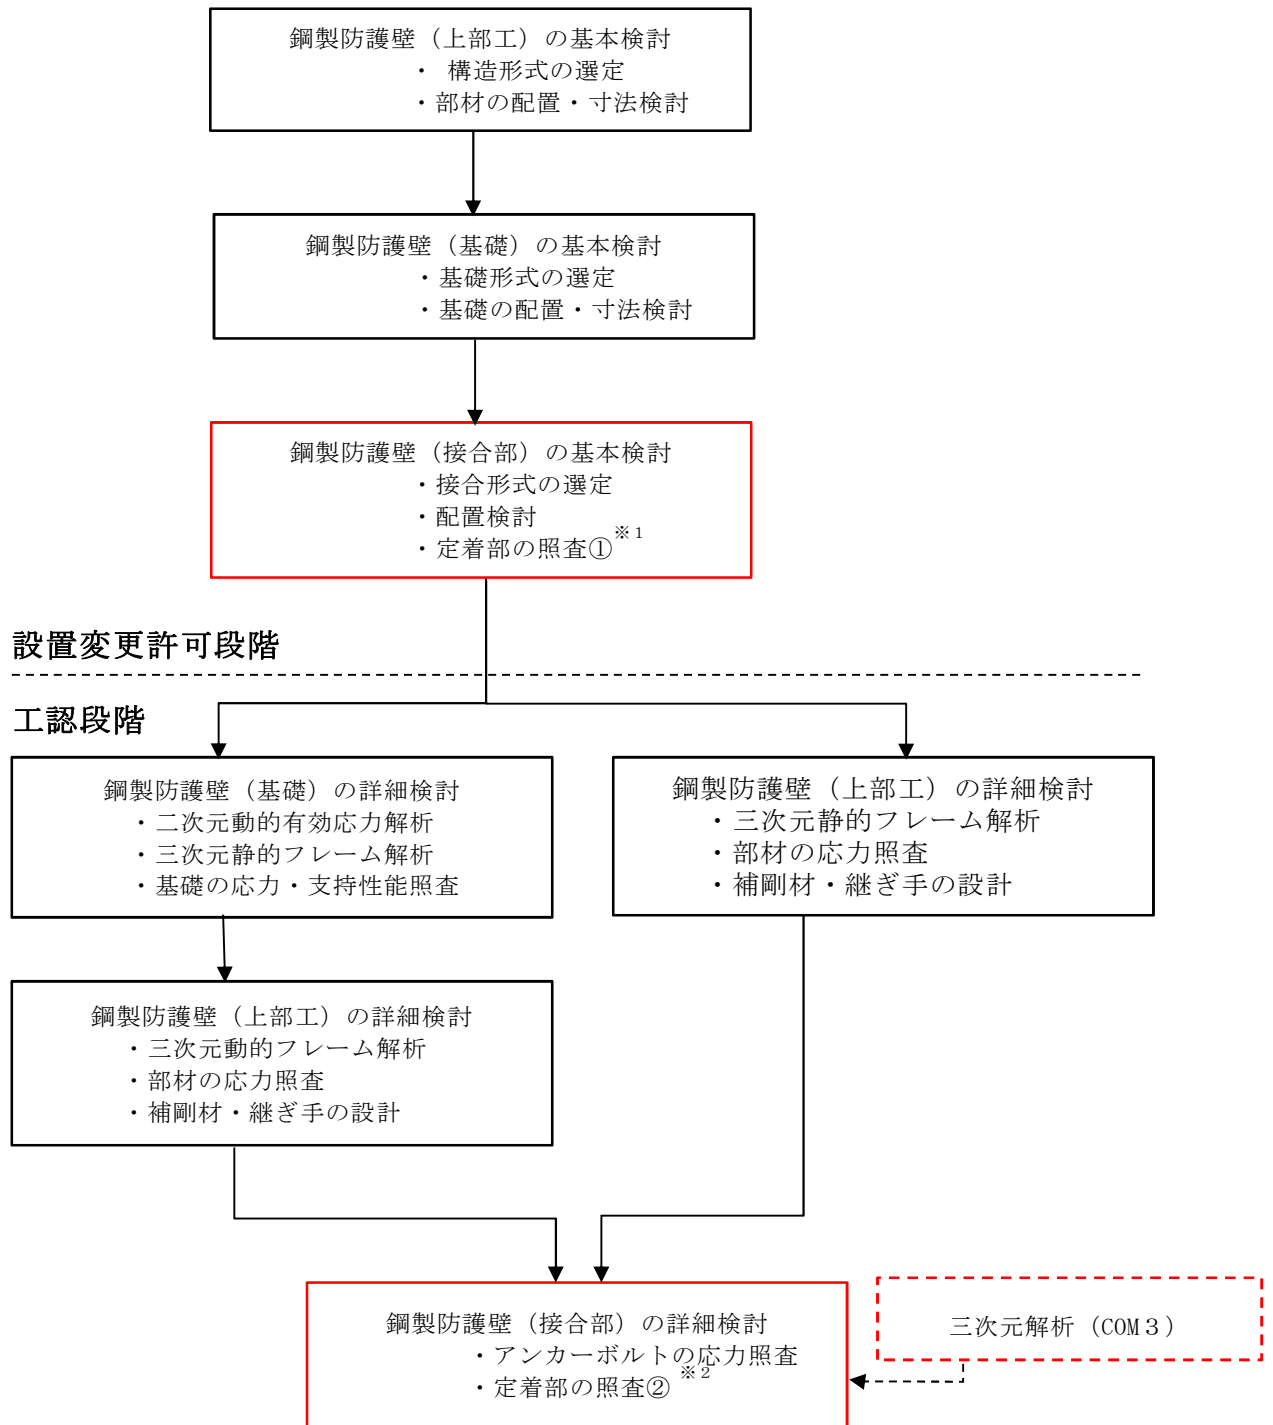 鋼製防護壁（上部工）の基本検討
・ 構造形式の選定
・部材の配置・寸法検討
鋼製防護壁（基礎）の基本検討
・基礎形式の選定
・基礎の配置・寸法検討
鋼製防護壁（接合部）の基本検討
・接合形式の選定
・配置検討
・定着部の照査①※1
設置変更許可段階
工認段階
鋼製防護壁（基礎）の詳細検討
・二次元動的有効応力解析
・三次元静的フレーム解析
・基礎の応力・支持性能照査
鋼製防護壁（上部工）の詳細検討
・三次元静的フレーム解析
・部材の応力照査
・補剛材・継ぎ手の設計
鋼製防護壁（上部工）の詳細検討
・三次元動的フレーム解析
・部材の応力照査
・補剛材・継ぎ手の設計
鋼製防護壁（接合部）の詳細検討
・アンカーボルトの応力照査
・定着部の照査②※2
三次元解析（COM３）